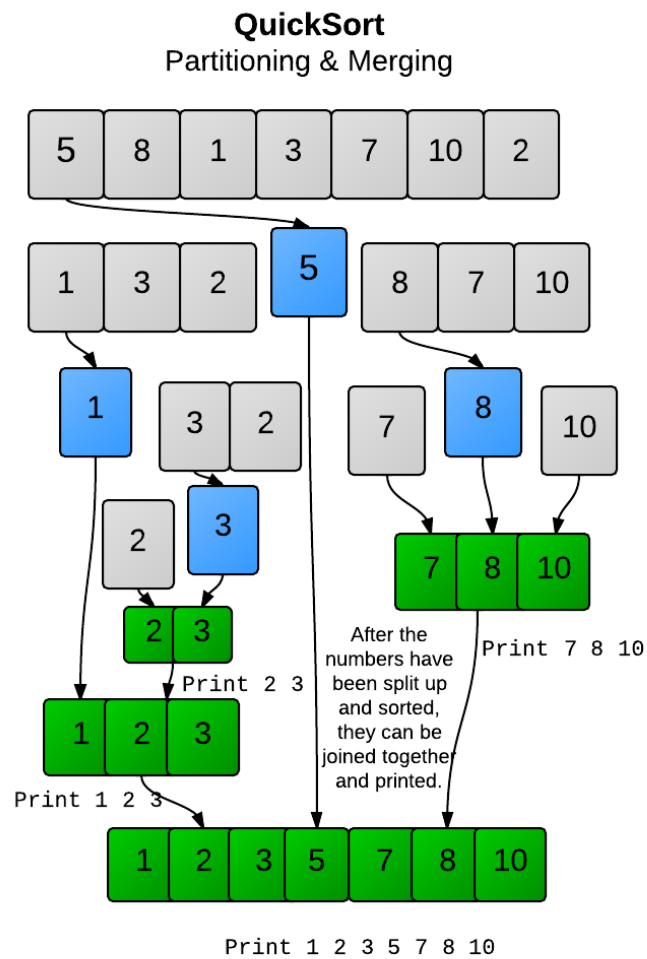 QuickSort
Partitioning & Merging
5 8 1 3 7 10 2
5
1 3 2
8 7 10
1
8
3 2
7
10
3
2
7 8 10
2 3
After the
numbers have
been split up
and sorted,
they can be
joined together
and printed.
Print 7 8 10
Print 2 3
1 2 3
Print 1 2 3
1 2 3 5 7 8 10
Print 1 2 3 5 7 8 10